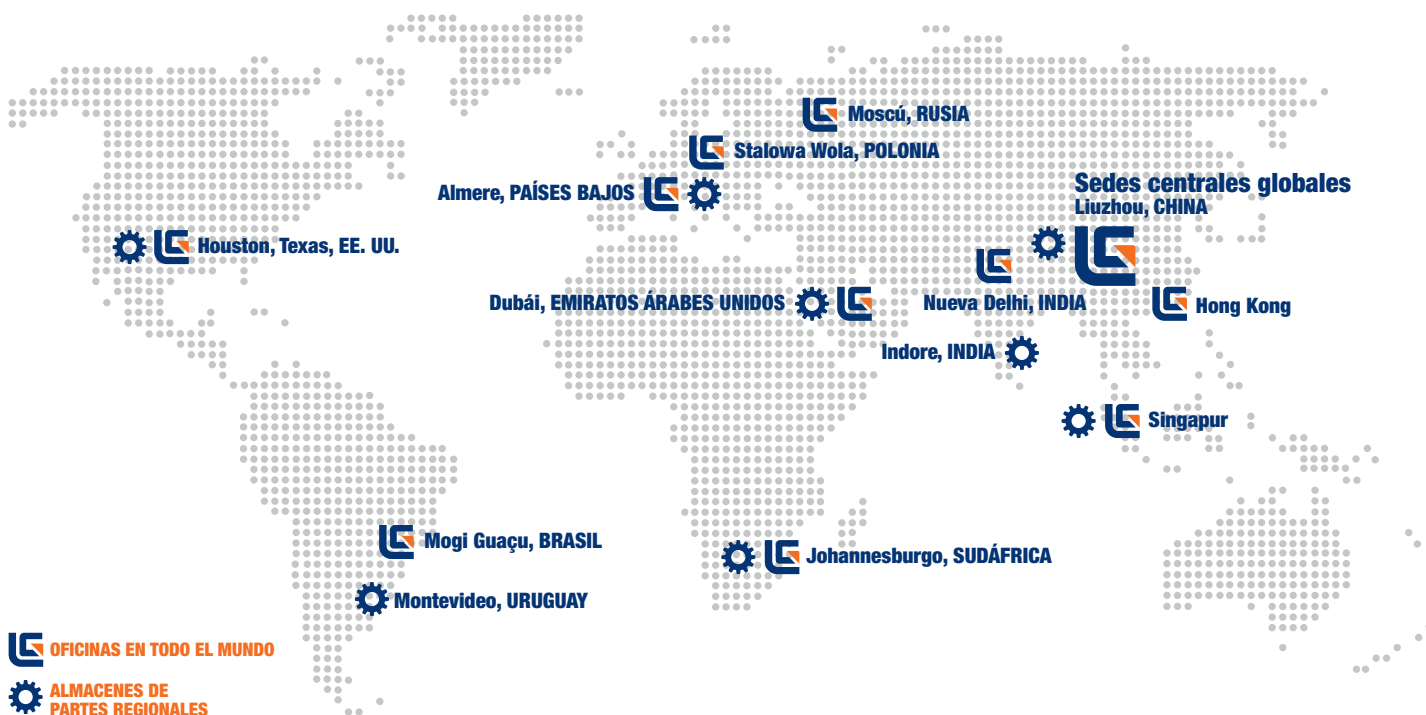 Moscú, RUSIA
Stalowa Wola, POLONIA
Almere, PAÍSES BAJOS
Sedes centrales globales
Liuzhou, CHINA
Houston, Texas, EE. UU.
Dubái, EMIRATOS ÁRABES UNIDOS
Nueva Delhi, INDIA
Hong Kong
Indore, INDIA
Singapur
Mogi Guaçu, BRASIL
Johannesburgo, SUDÁFRICA
Montevideo, URUGUAY
OFICINAS EN TODO EL MUNDO
ALMACENES DE
PARTES REGIONALES